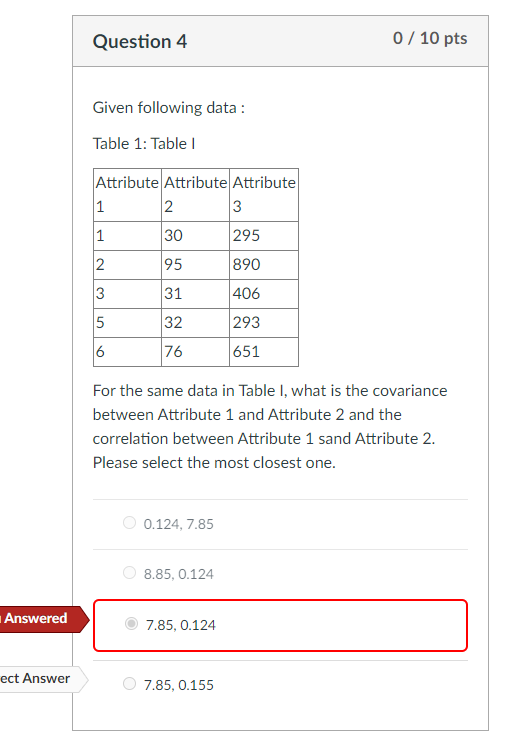 Question 4
0 / 10 pts
Given following data :
Table 1: Table I
Attribute 1 Attribute 2 Attribute 3
1 30 295
2 95 890
3 31 406
5 32 293
6 76 651
For the same data in Table I, what is the covariance
between Attribute 1 and Attribute 2 and the
correlation between Attribute 1 sand Attribute 2.
Please select the most closest one.
0.124, 7.85
8.85, 0.124
Answered
7.85, 0.124
ect Answer
7.85, 0.155